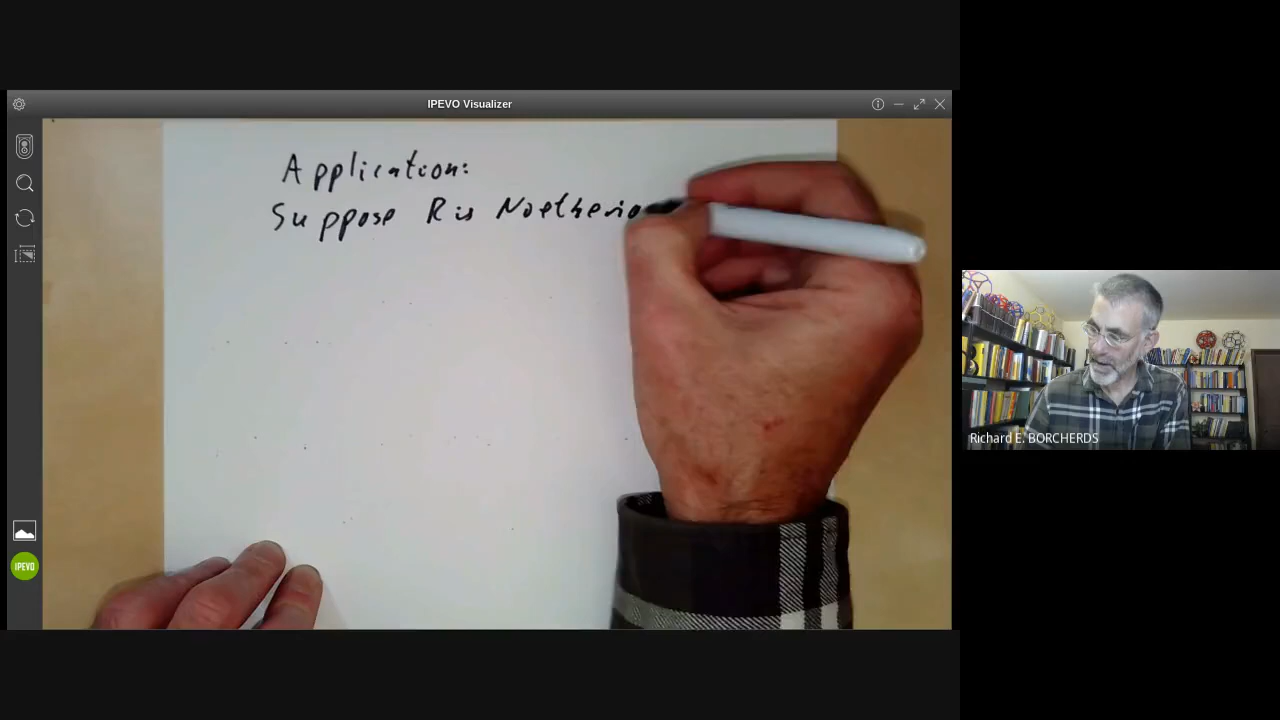 IPEVO Visualizer
Application:
Suppose R is
IPEVO
Richard E. BORCHERDS